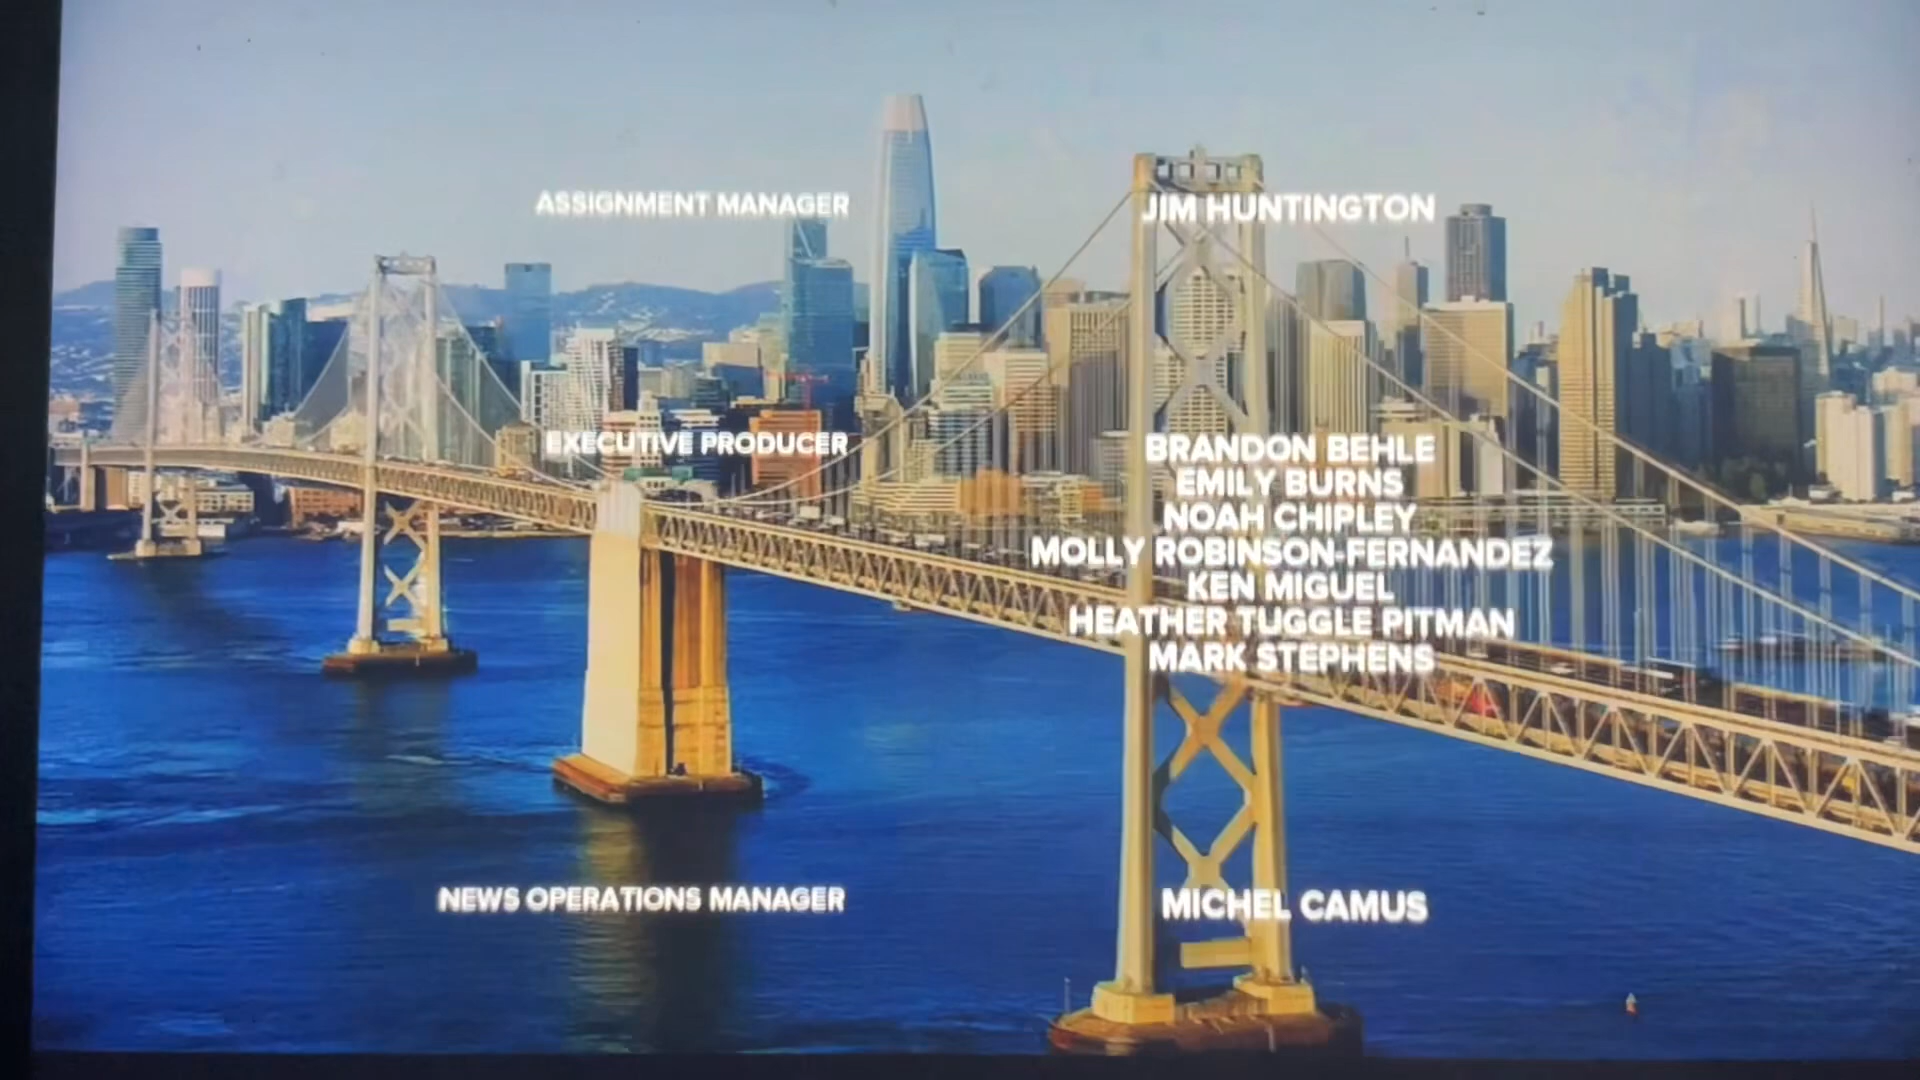 ASSIGNMENT MANAGER JIM HUNTINGTON
EXECUTIVE PRODUCER BRANDON BEHLE
EMILY BURNS
NOAH CHIPLEY
MOLLY ROBINSON-FERNANDEZ
KEN MIGUEL
HEATHER TUGGLE PITMAN
MARK STEPHENS
NEWS OPERATIONS MANAGER MICHEL CAMUS